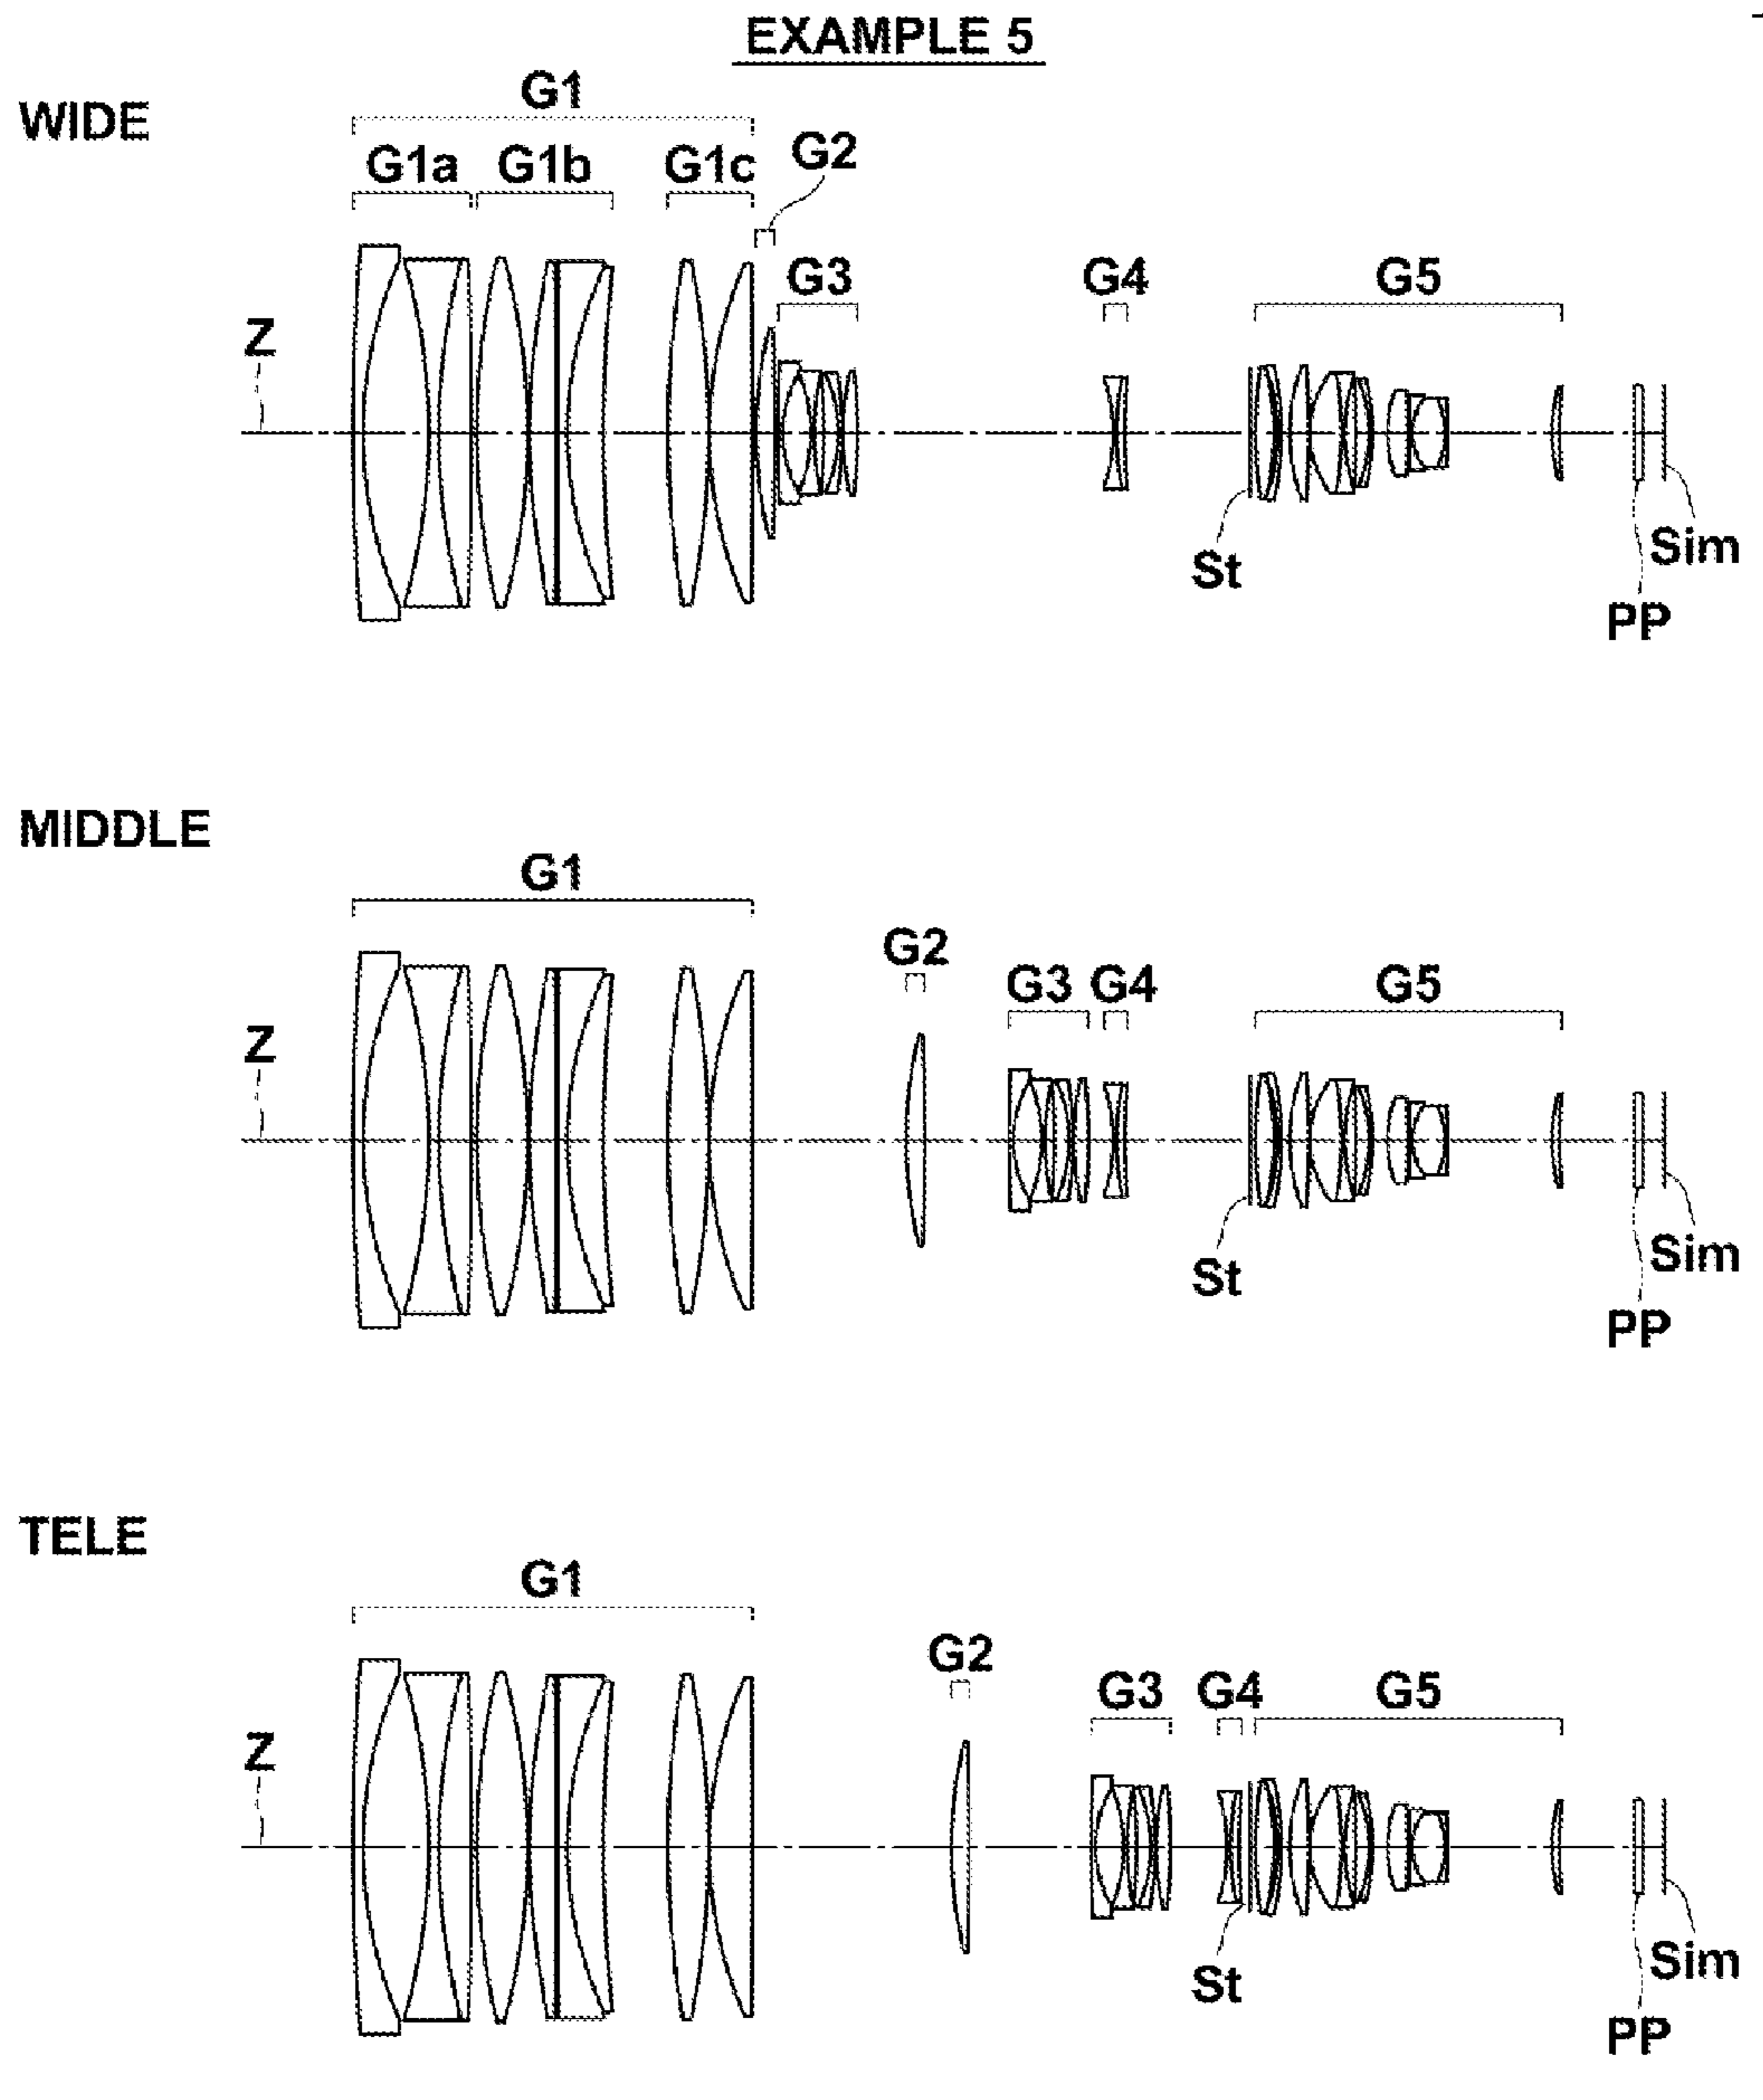 EXAMPLE 5
WIDE
G1
G1a G1b G1c G2
G3 G4 G5
Z
St Sim
PP
MIDDLE
G1
G2
G3 G4 G5
Z
St Sim
PP
TELE
G1
G2
G3 G4 G5
Z
St Sim
PP